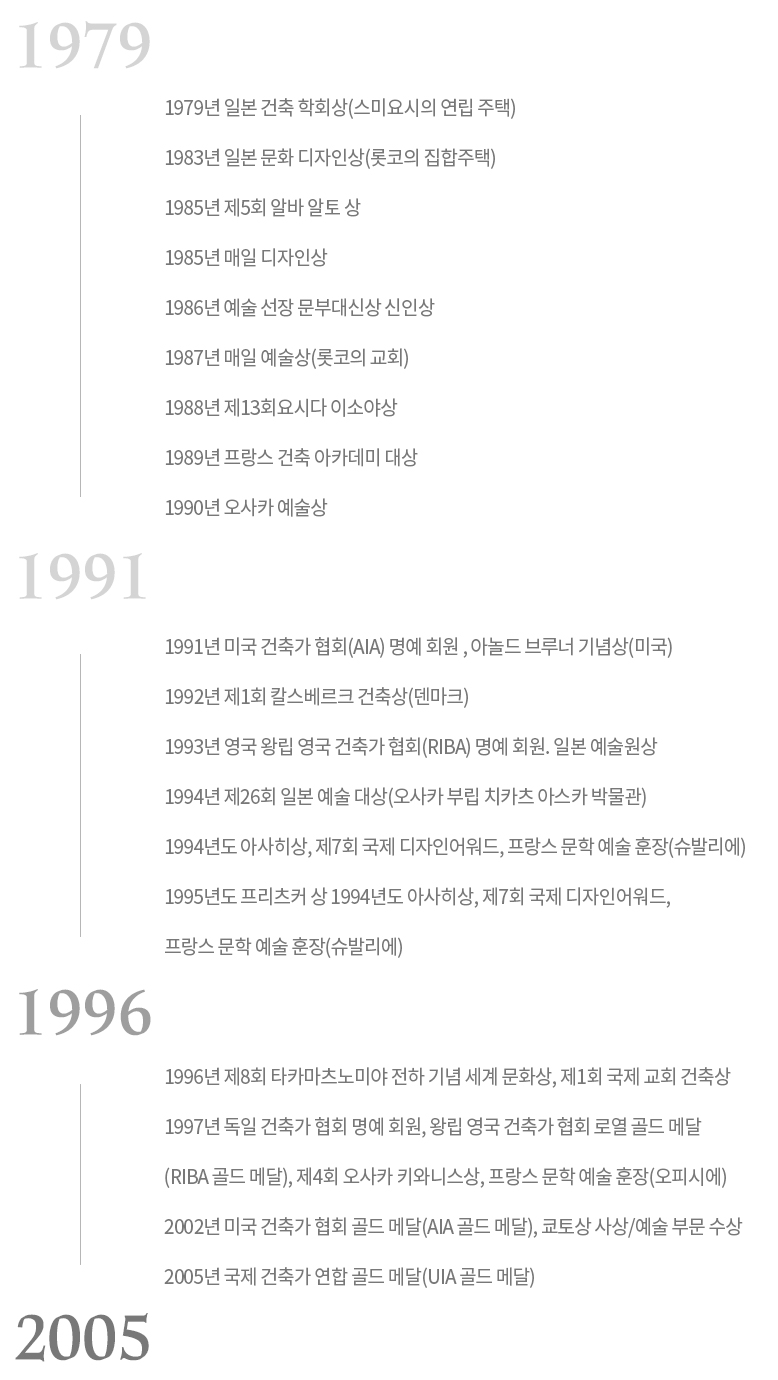 1979
1979년 일본 건축 학회상(스미요시의 연립 주택)
1983년 일본 문화 디자인상(롯코의 집합주택)
1985년 제5회 알바 알토 상
1985년 매일 디자인상
1986년 예술 선장 문부대신상 신인상
1987년 매일 예술상(롯코의 교회)
1988년 제13회요시다 이소야상
1989년 프랑스 건축 아카데미 대상
1990년 오사카 예술상
1991
1991년 미국 건축가 협회(AIA) 명예 회원 , 아놀드 브루너 기념상(미국)
1992년 제1회 칼스베르크 건축상(덴마크)
1993년 영국 왕립 영국 건축가 협회(RIBA) 명예 회원. 일본 예술원상
1994년 제26회 일본 예술 대상(오사카 부립 치카츠 아스카 박물관)
1994년도 아사히상, 제7회 국제 디자인어워드, 프랑스 문학 예술 훈장(슈발리에)
1995년도 프리츠커 상 1994년도 아사히상, 제7회 국제 디자인어워드,
프랑스 문학 예술 훈장(슈발리에)
1996
1996년 제8회 타카마츠노미야 전하 기념 세계 문화상, 제1회 국제 교회 건축상
1997년 독일 건축가 협회 명예 회원, 왕립 영국 건축가 협회 로열 골드 메달
(RIBA 골드 메달), 제4회 오사카 키와니스상, 프랑스 문학 예술 훈장(오피시에)
2002년 미국 건축가 협회 골드 메달(AIA 골드 메달), 쿄토상 사상/예술 부문 수상
2005년 국제 건축가 연합 골드 메달(UIA 골드 메달)
2005